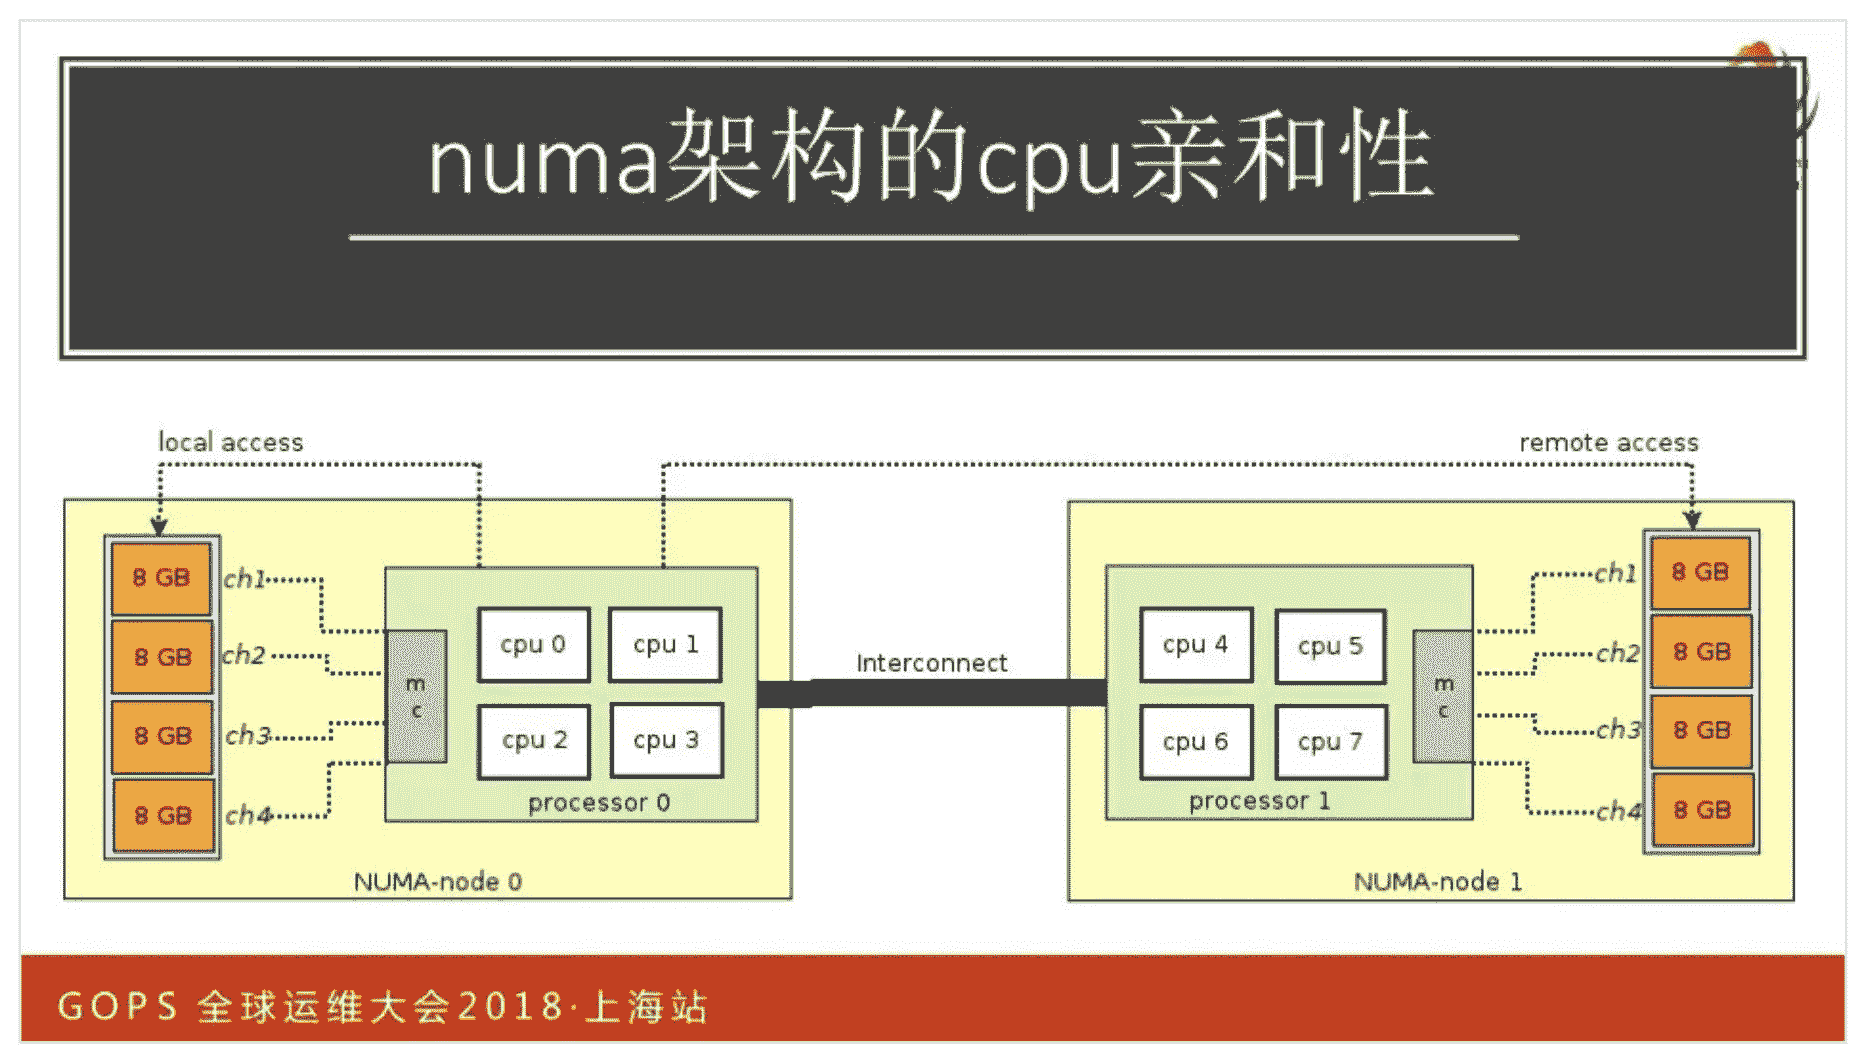 numa架构的cpu亲和性
local access
remote access
8 GB
ch1
8 GB
ch2
8 GB
ch3
8 GB
ch4
m
c
cpu 0
cpu 1
cpu 2
cpu 3
processor 0
NUMA-node 0
Interconnect
cpu 4
cpu 5
cpu 6
cpu 7
processor 1
m
c
ch1
8 GB
ch2
8 GB
ch3
8 GB
ch4
8 GB
NUMA-node 1
GOPS 全球运维大会2018·上海站